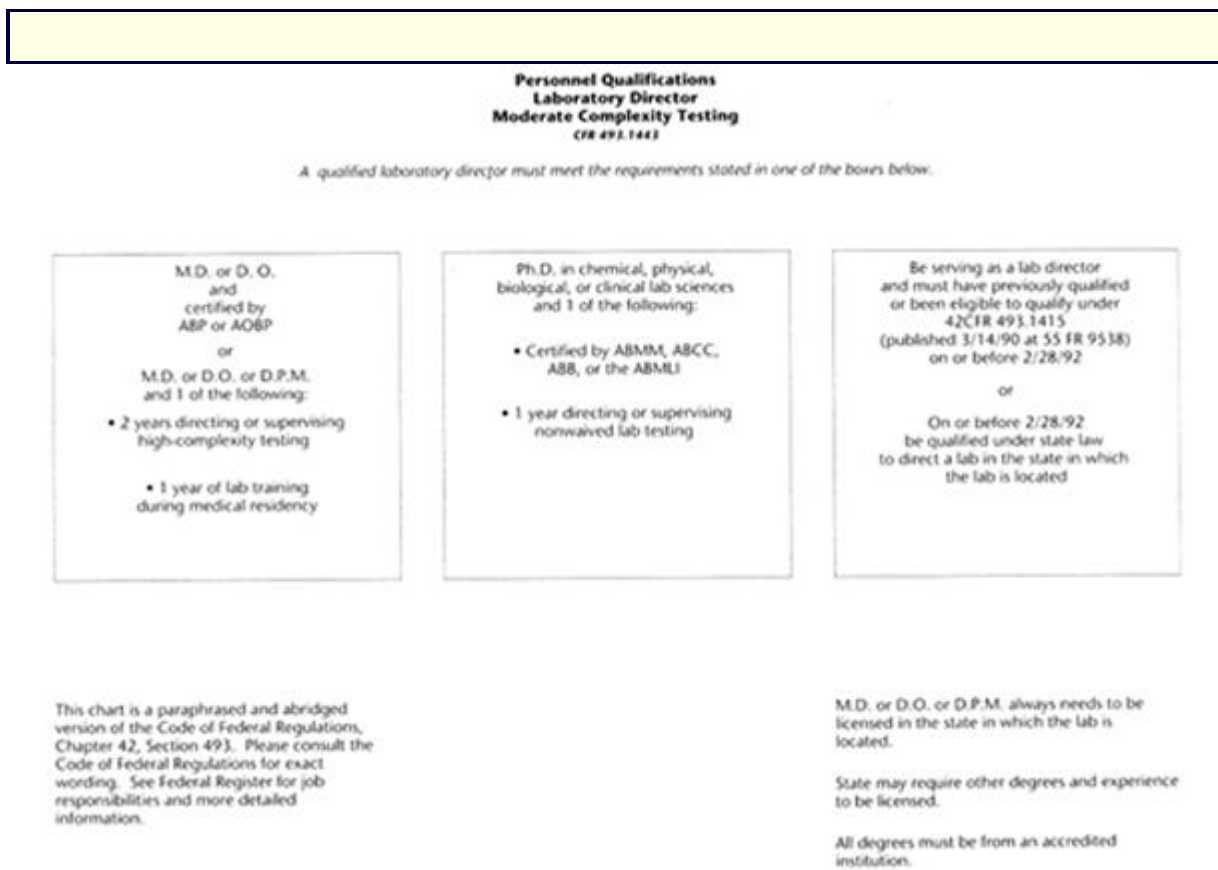 Personnel Qualifications
Laboratory Director
Moderate Complexity Testing
CFR 493.1443
A qualified laboratory director must meet the requirements stated in one of the boxes below.
M.D. or D. O.
and
certified by
ABP or AOBP
or
M.D. or D.O. or D.P.M.
and 1 of the following:
• 2 years directing or supervising
high-complexity testing
• 1 year of lab training
during medical residency
Ph.D. in chemical, physical,
biological, or clinical lab sciences
and 1 of the following:
• Certified by ABMM, ABCC,
ABB, or the ABMLI
• 1 year directing or supervising
nonwaived lab testing
Be serving as a lab director
and must have previously qualified
or been eligible to qualify under
42CFR 493.1415
(published 3/14/90 at 55 FR 9538)
on or before 2/28/92
or
On or before 2/28/92
be qualified under state law
to direct a lab in the state in which
the lab is located
This chart is a paraphrased and abridged
version of the Code of Federal Regulations,
Chapter 42, Section 493. Please consult the
Code of Federal Regulations for exact
wording. See Federal Register for job
responsibilities and more detailed
information.
M.D. or D.O. or D.P.M. always needs to be
licensed in the state in which the lab is
located.
State may require other degrees and experience
to be licensed.
All degrees must be from an accredited
institution.